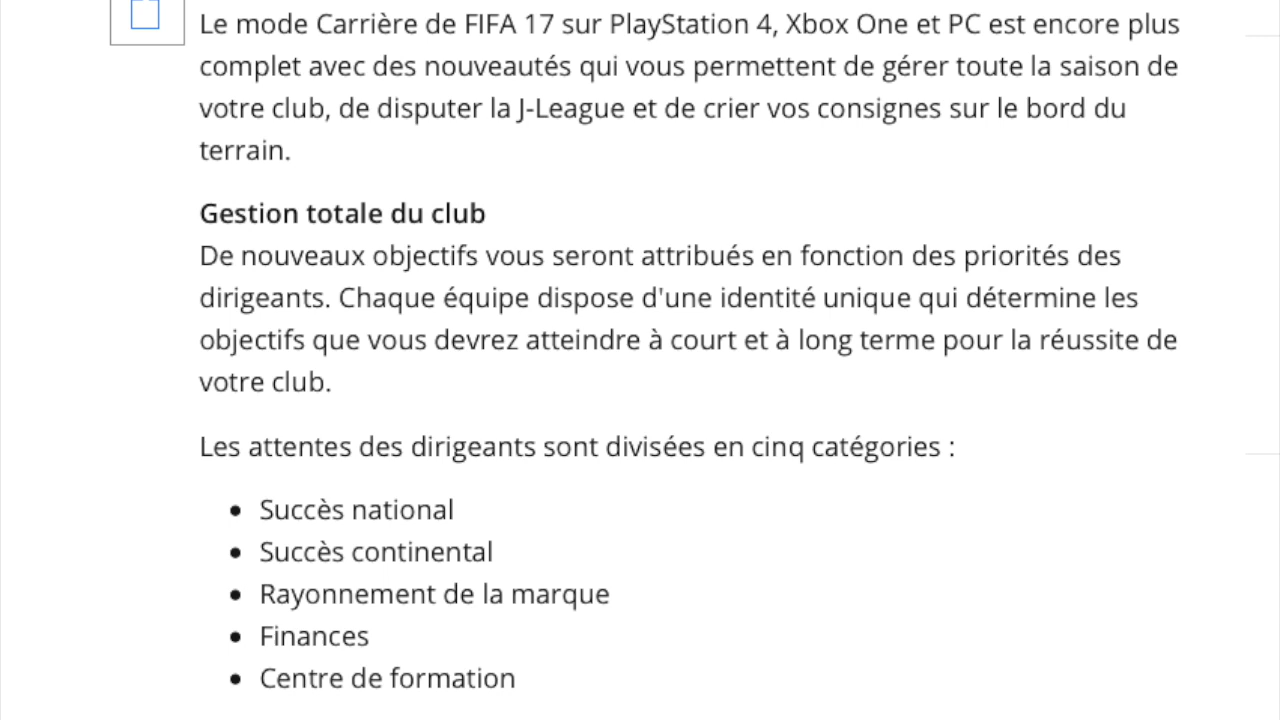 Le mode Carrière de FIFA 17 sur PlayStation 4, Xbox One et PC est encore plus
complet avec des nouveautés qui vous permettent de gérer toute la saison de
votre club, de disputer la J-League et de crier vos consignes sur le bord du
terrain.
Gestion totale du club
De nouveaux objectifs vous seront attribués en fonction des priorités des
dirigeants. Chaque équipe dispose d'une identité unique qui détermine les
objectifs que vous devrez atteindre à court et à long terme pour la réussite de
votre club.
Les attentes des dirigeants sont divisées en cinq catégories :
• Succès national
• Succès continental
• Rayonnement de la marque
• Finances
• Centre de formation